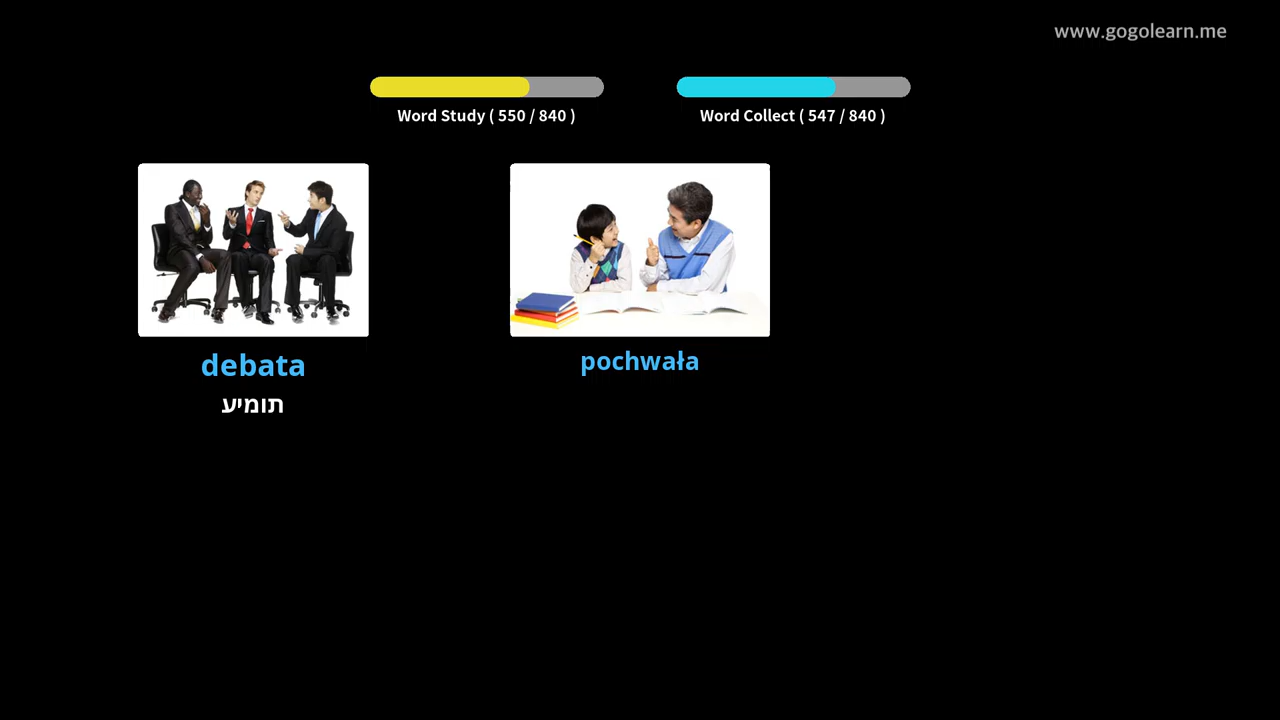 www.gogolearn.me
Word Study ( 550 / 840 )
Word Collect ( 547 / 840 )
debata
תומיע
pochwała